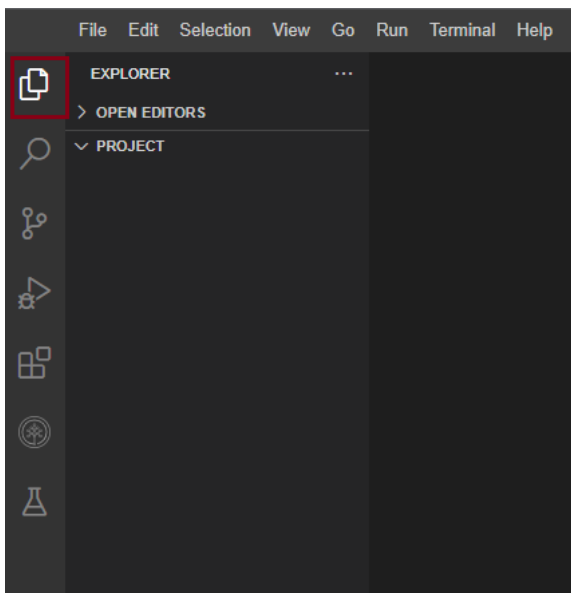 File Edit Selection View Go Run Terminal Help
EXPLORER
OPEN EDITORS
PROJECT